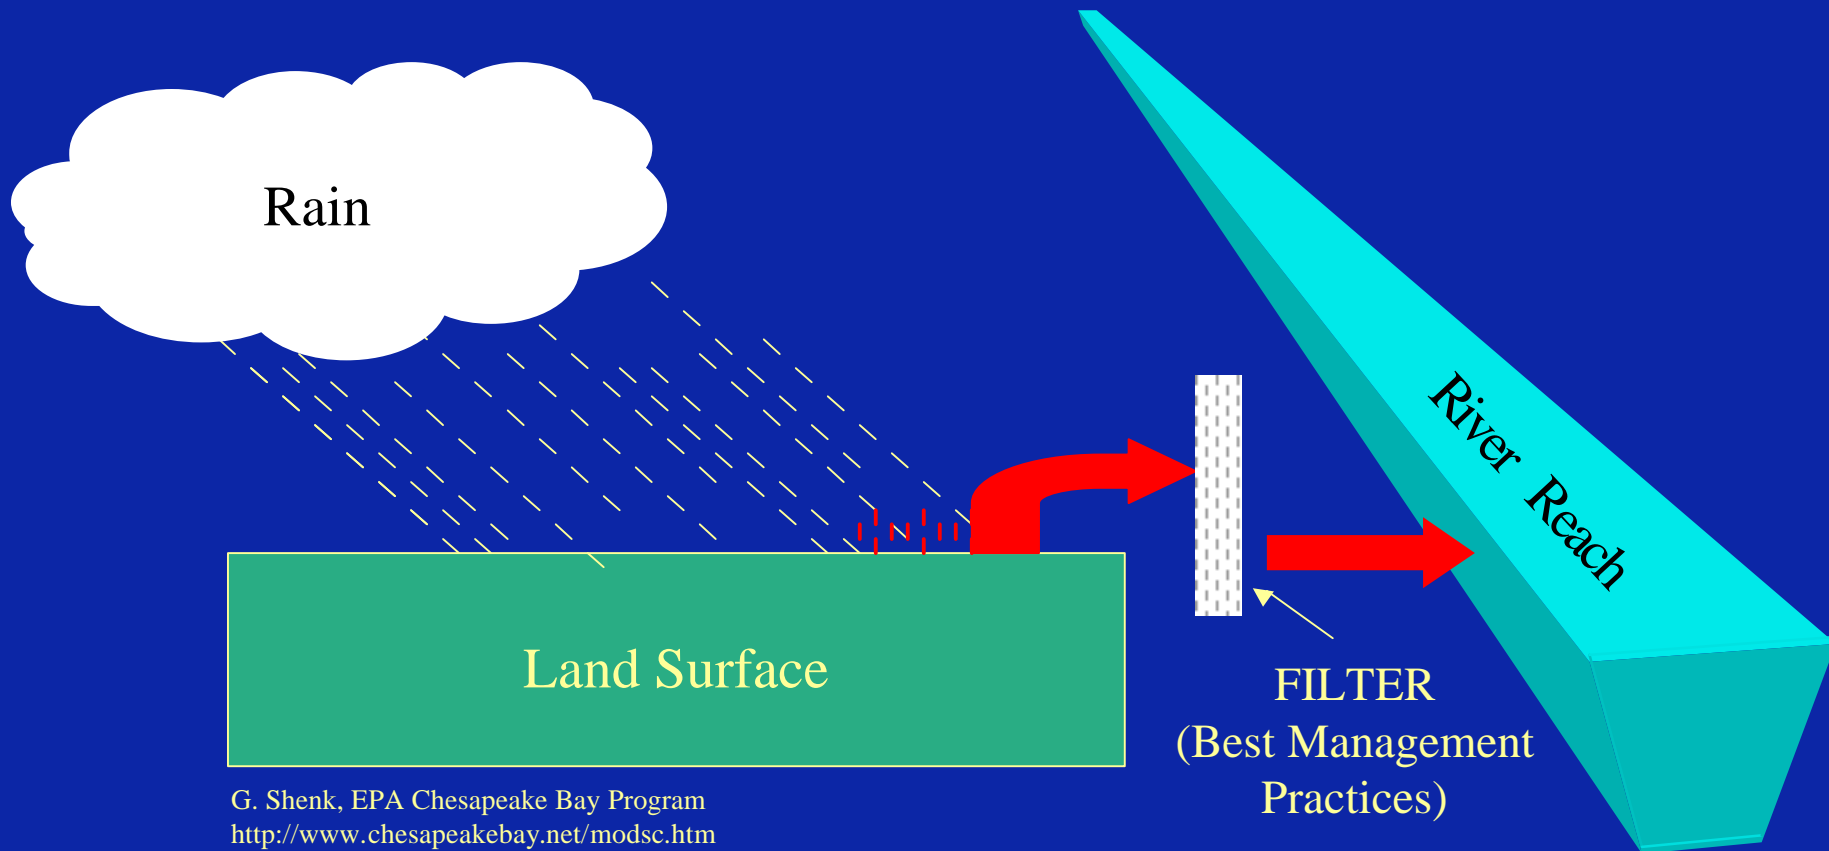 Rain
River Reach
Land Surface
FILTER
(Best Management
Practices)
G. Shenk, EPA Chesapeake Bay Program
http://www.chesapeakebay.net/modsc.htm